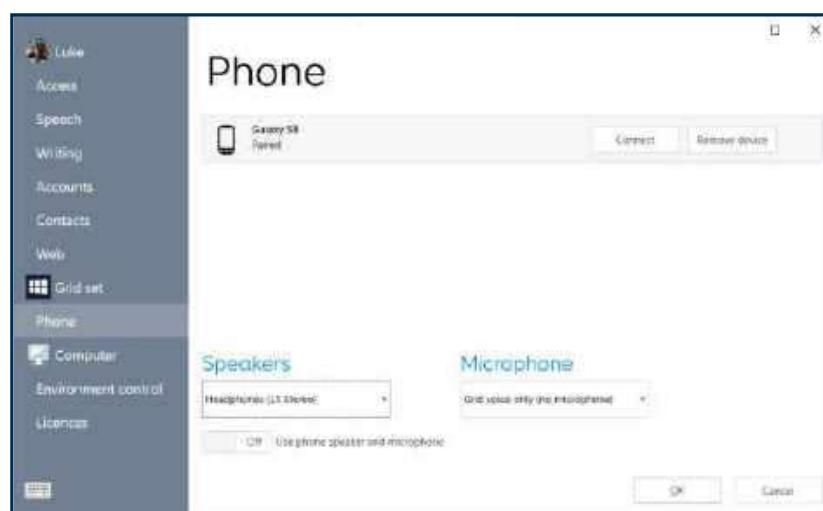 Luke
Access
Speech
Writing
Accounts
Contacts
Web
Grid set
Phone
Computer
Environment control
Licences
Phone
Galaxy S8
Paired
Connect
Remove device
Speakers
Headphones (LS Stereo)
Off Use phone speaker and microphone
Microphone
Grid voice only (no microphone)
OK
Cancel